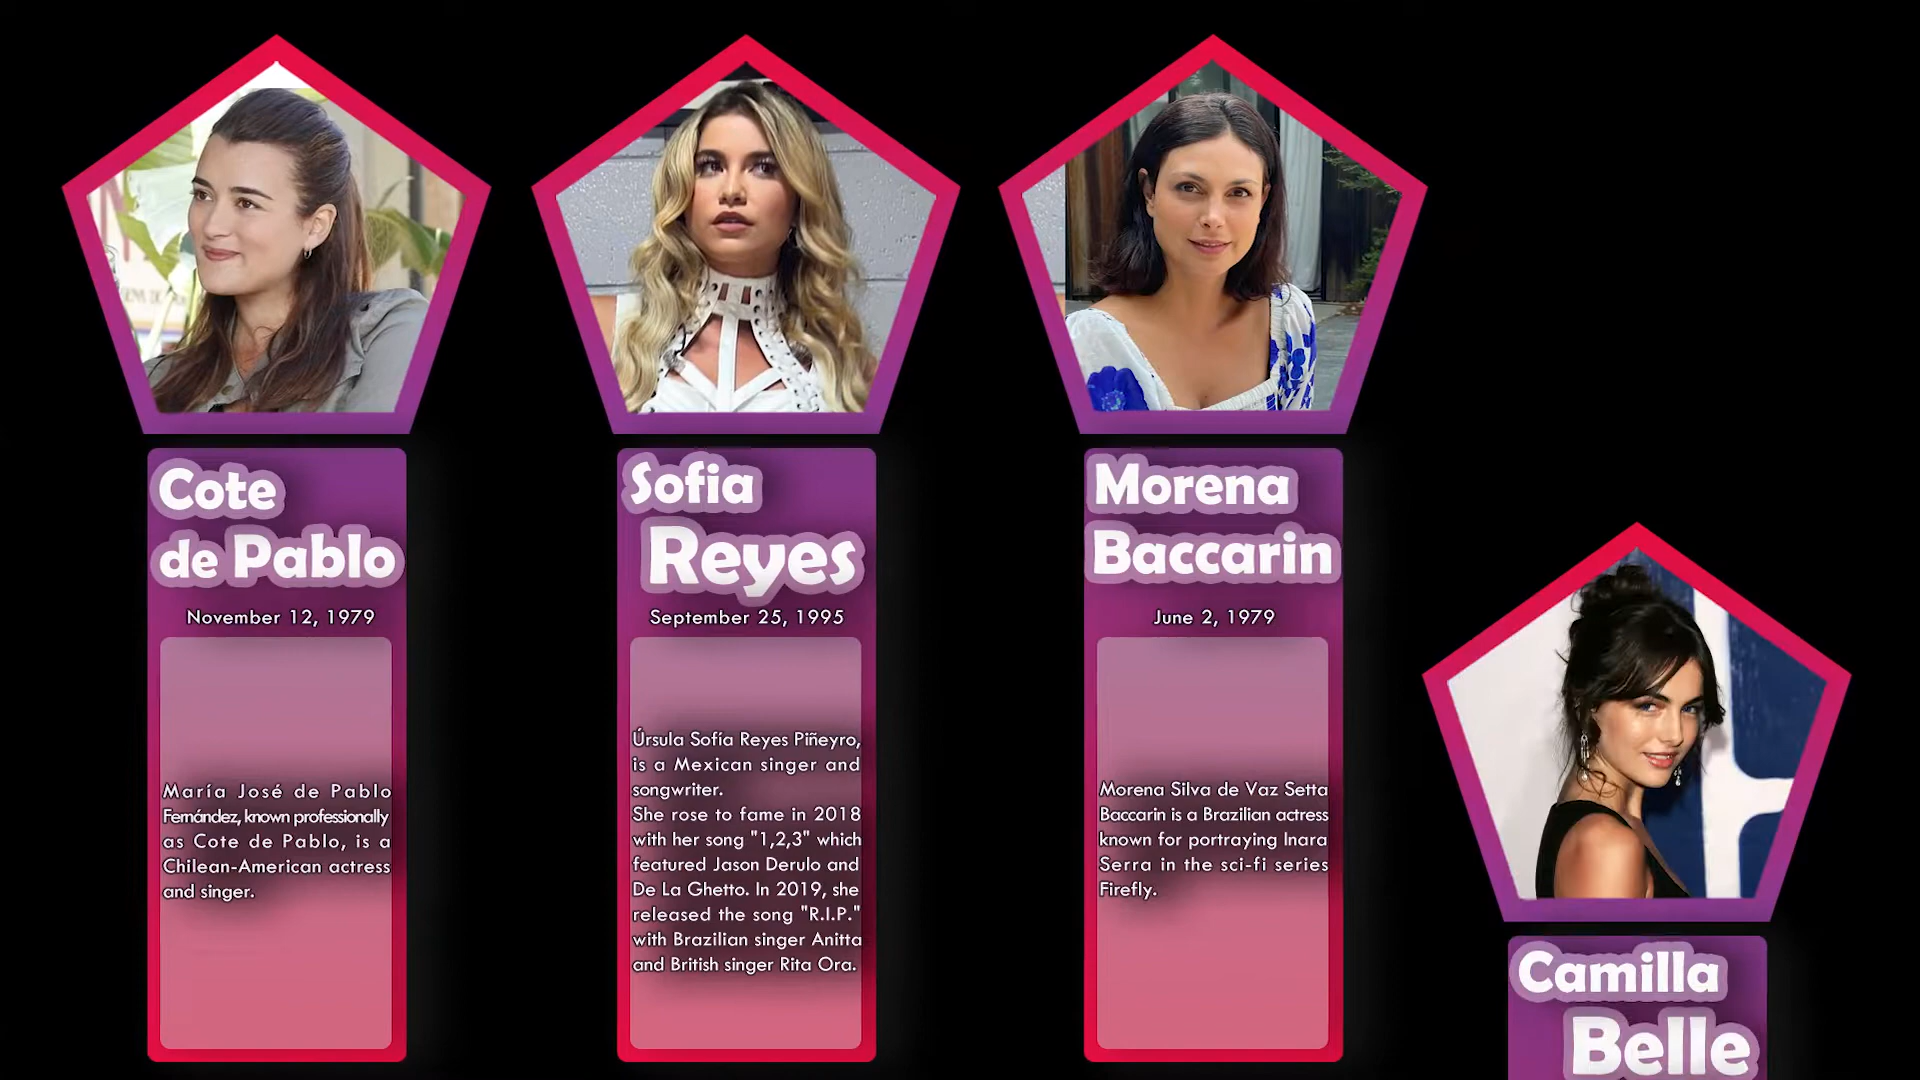 Cote
de Pablo
November 12, 1979
María José de Pablo
Fernández, known professionally
as Cote de Pablo, is a
Chilean-American actress
and singer.
Sofia
Reyes
September 25, 1995
Úrsula Sofía Reyes Piñeyro,
is a Mexican singer and
songwriter.
She rose to fame in 2018
with her song "1,2,3" which
featured Jason Derulo and
De La Ghetto. In 2019, she
released the song "R.I.P."
with Brazilian singer Anitta
and British singer Rita Ora.
Morena
Baccarin
June 2, 1979
Morena Silva de Vaz Setta
Baccarin is a Brazilian actress
known for portraying Inara
Serra in the sci-fi series
Firefly.
Camilla
Belle